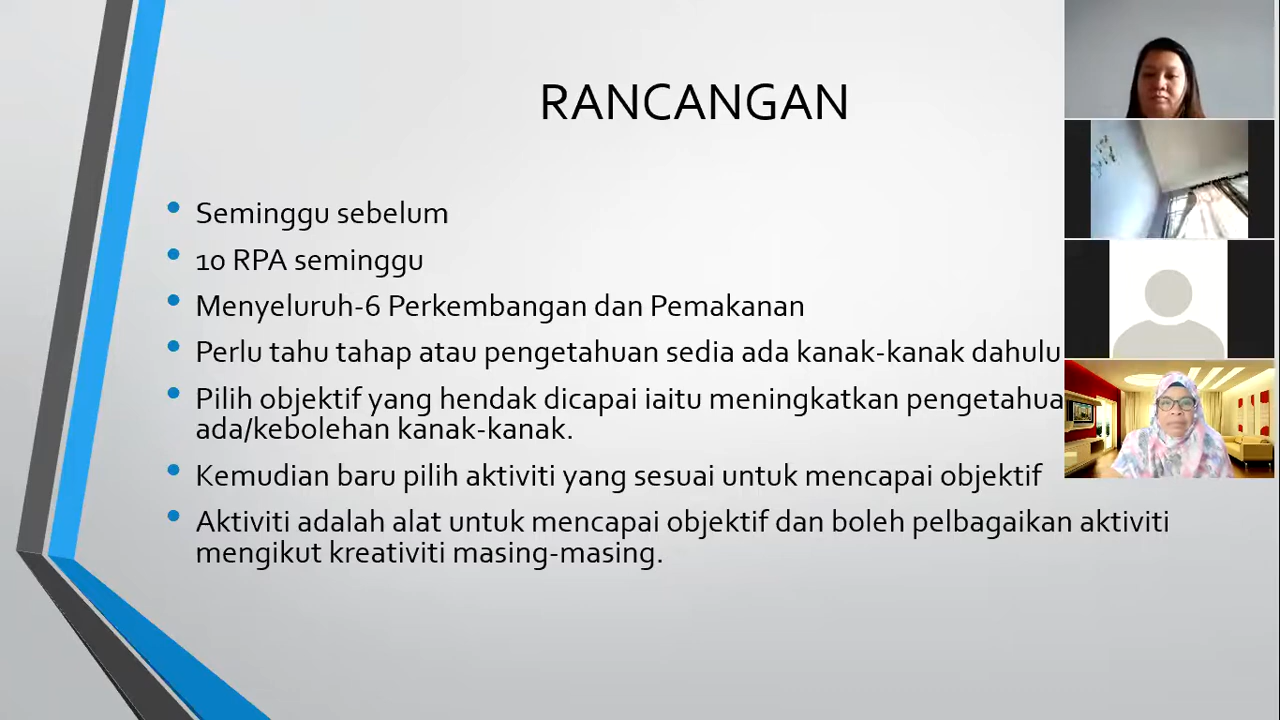 RANCANGAN
Seminggu sebelum
10 RPA seminggu
Menyeluruh-6 Perkembangan dan Pemakanan
Perlu tahu tahap atau pengetahuan sedia ada kanak-kanak dahulu
Pilih objektif yang hendak dicapai iaitu meningkatkan
ada/kebolehan kanak-kanak.
Kemudian baru pilih aktiviti yang sesuai untuk mencapai objektif
Aktiviti adalah alat untuk mencapai objektif dan boleh pelbagaikan aktiviti
mengikut kreativiti masing-masing.